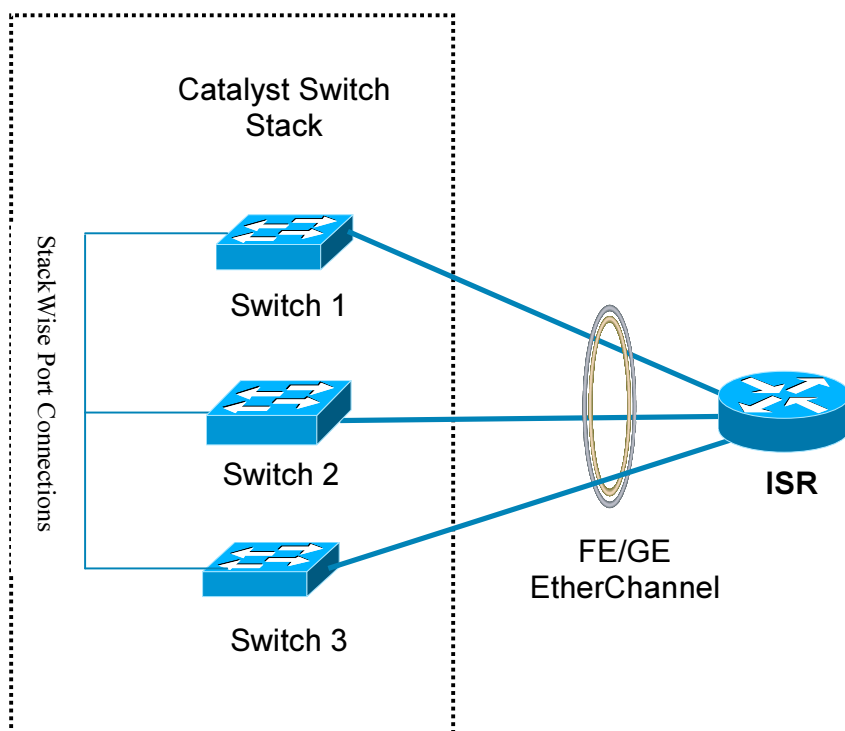 Catalyst Switch
Stack
StackWise Port Connections
Switch 1
Switch 2
Switch 3
ISR
FE/GE
EtherChannel